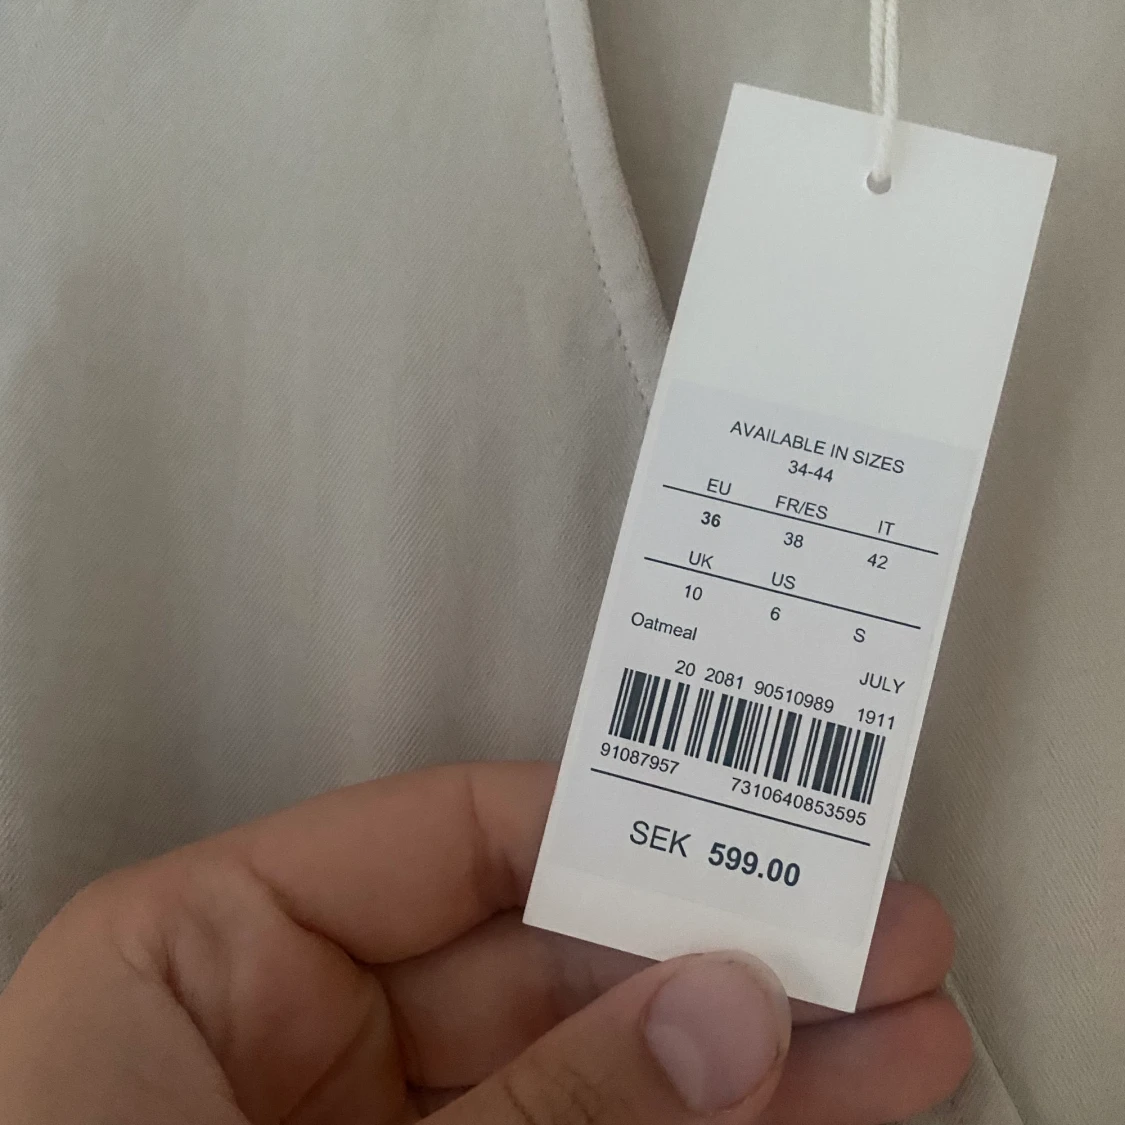 AVAILABLE IN SIZES
34-44
EU FR/ES IT
36 38 42
UK US
10 6 S
Oatmeal
JULY
20 2081 90510989 1911
91087957 7310640853595
SEK 599.00